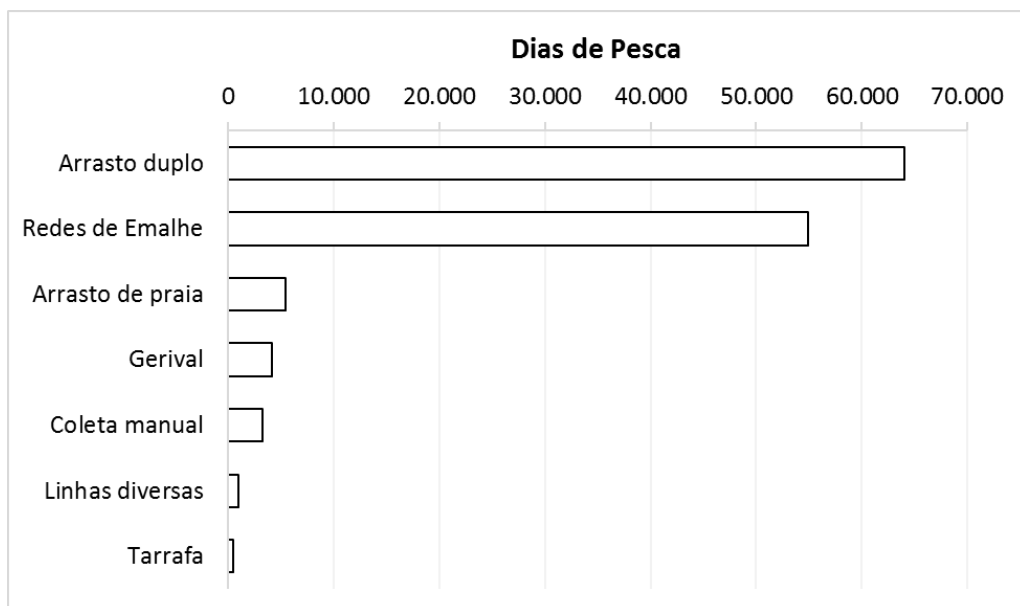 Dias de Pesca
0 10.000 20.000 30.000 40.000 50.000 60.000 70.000
Arrasto duplo
Redes de Emalhe
Arrasto de praia
Gerival
Coleta manual
Linhas diversas
Tarrafa